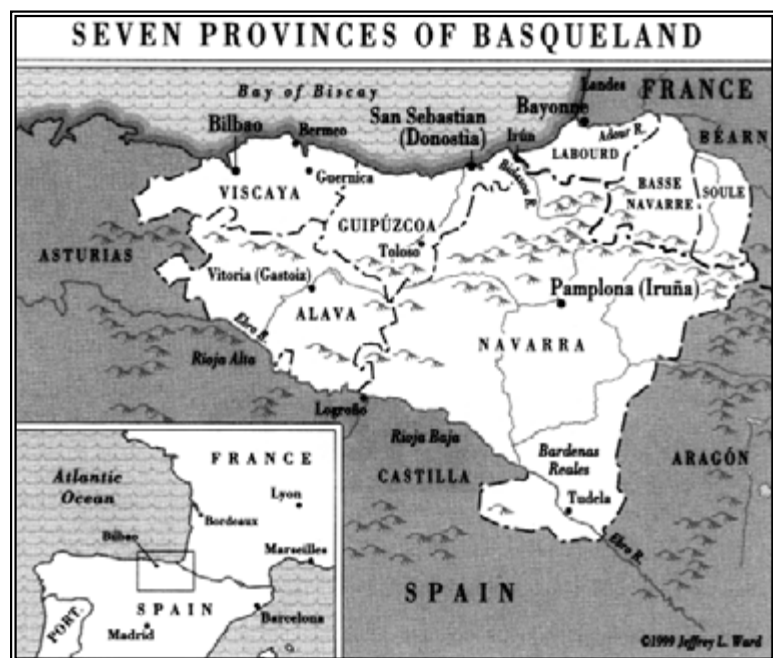 SEVEN PROVINCES OF BASQUELAND
Bay of Biscay
Landes
FRANCE
Bayonne
San Sebastian
(Donostia)
Irún
Adour R.
BÉARN
Bilbao
Bermeo
LABOURD
Guernica
Bidasoa R.
BASSE
NAVARRE
SOULE
VISCAYA
GUIPÚZCOA
Toloso
ASTURIAS
Vitoria (Gastoiz)
Pamplona (Iruña)
Ebro R.
ALAVA
NAVARRA
Rioja Alta
Logroño
Rioja Baja
Bardenas
Reales
CASTILLA
ARAGÓN
Tudela
Ebro R.
SPAIN
©1999 Jeffrey L. Ward
FRANCE
Atlantic
Ocean
Lyon
Bordeaux
Bilbao
Marseilles
SPAIN
PORT.
Barcelona
Madrid